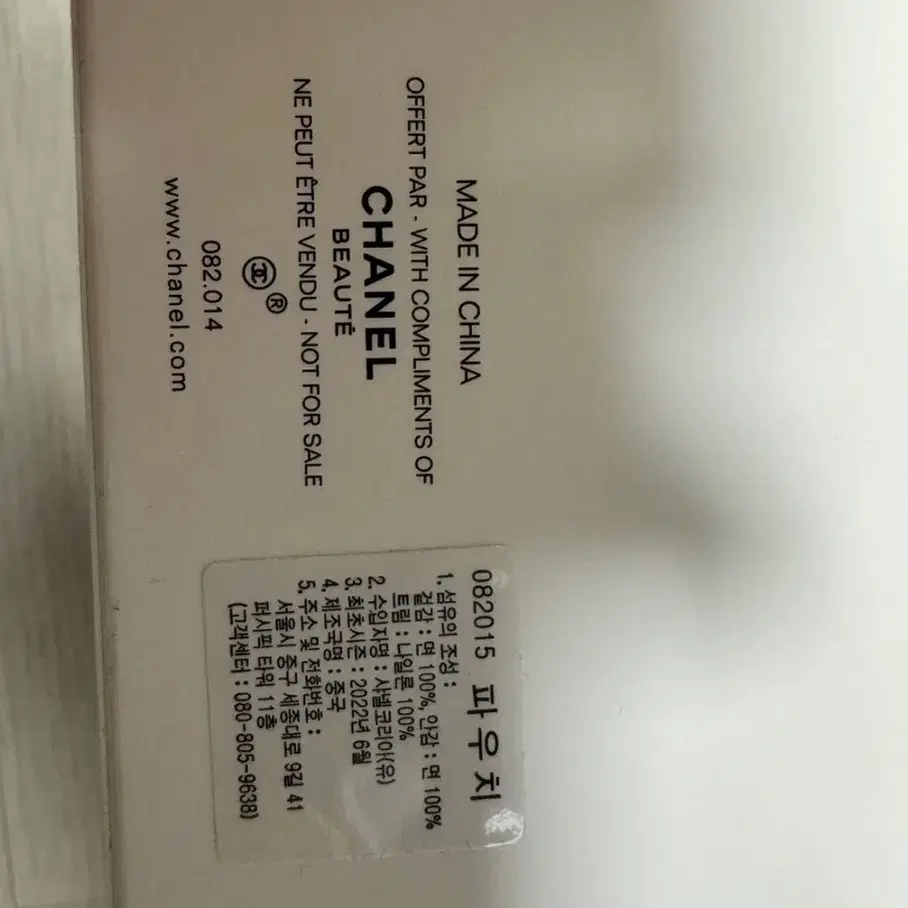 MADE IN CHINA
OFFERT PAR - WITH COMPLIMENTS OF
CHANEL
BEAUTÉ
NE PEUT ÊTRE VENDU - NOT FOR SALE
®
082.014
www.chanel.com
082015 파우치
1. 섬유의 조성 :
겉감 : 면 100%, 안감 : 면 100%
트림 : 나일론 100%
2. 수입자명 : 샤넬코리아(유)
3. 최초시즌 : 2022년 6월
4. 제조국명 : 중국
5. 주소 및 전화번호 :
서울시 중구 세종대로 9길 41
퍼시픽 타워 11층
(고객센터 : 080-805-9638)